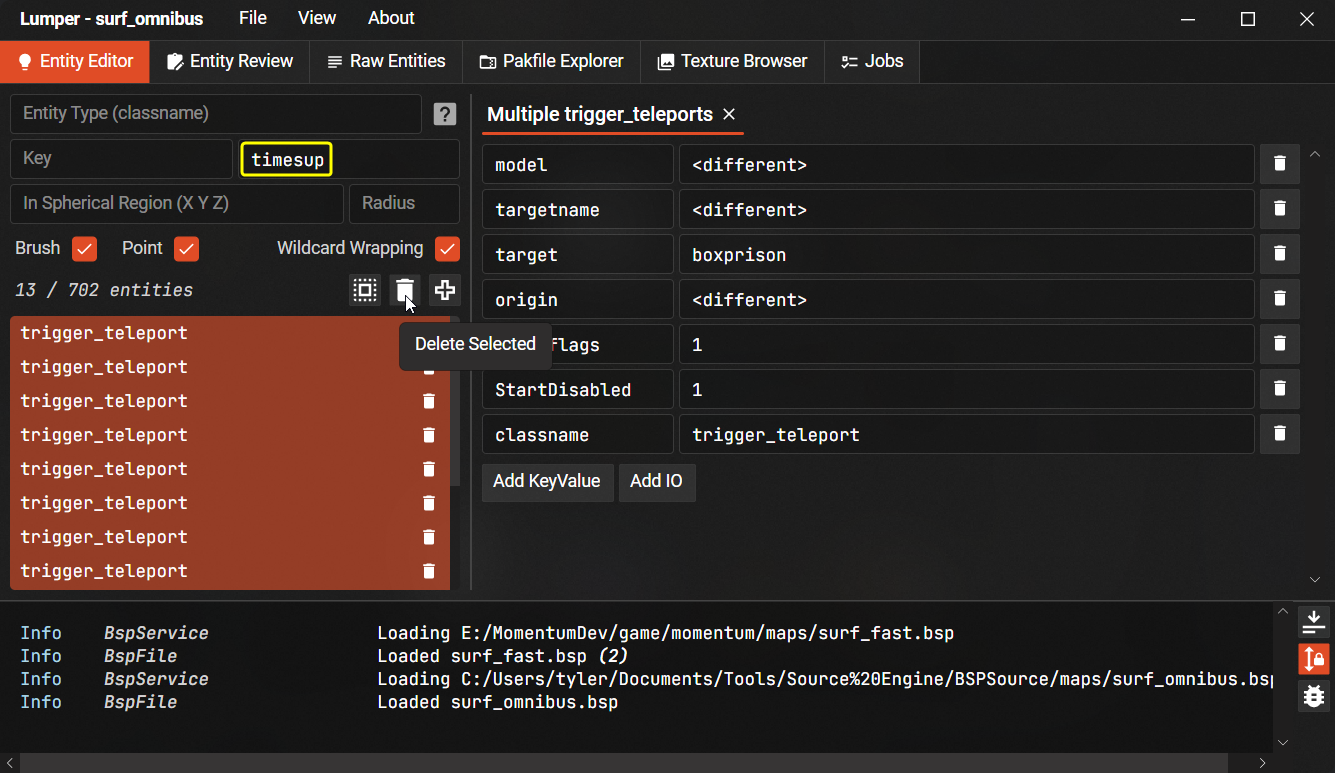 Lumper - surf_omnibus File View About
Entity Editor Entity Review Raw Entities Pakfile Explorer Texture Browser Jobs
Entity Type (classname) ?
Key timesup
In Spherical Region (X Y Z) Radius
Brush Point Wildcard Wrapping
13 / 702 entities
trigger_teleport
trigger_teleport
trigger_teleport
trigger_teleport
trigger_teleport
trigger_teleport
trigger_teleport
trigger_teleport
Delete Selected
Multiple trigger_teleports
model <different>
targetname <different>
target boxprison
origin <different>
flags 1
StartDisabled 1
classname trigger_teleport
Add KeyValue Add IO
Info BspService Loading E:/MomentumDev/game/momentum/maps/surf_fast.bsp
Info BspFile Loaded surf_fast.bsp (2)
Info BspService Loading C:/Users/tyler/Documents/Tools/Source%20Engine/BSPSource/maps/surf_omnibus.bsp
Info BspFile Loaded surf_omnibus.bsp